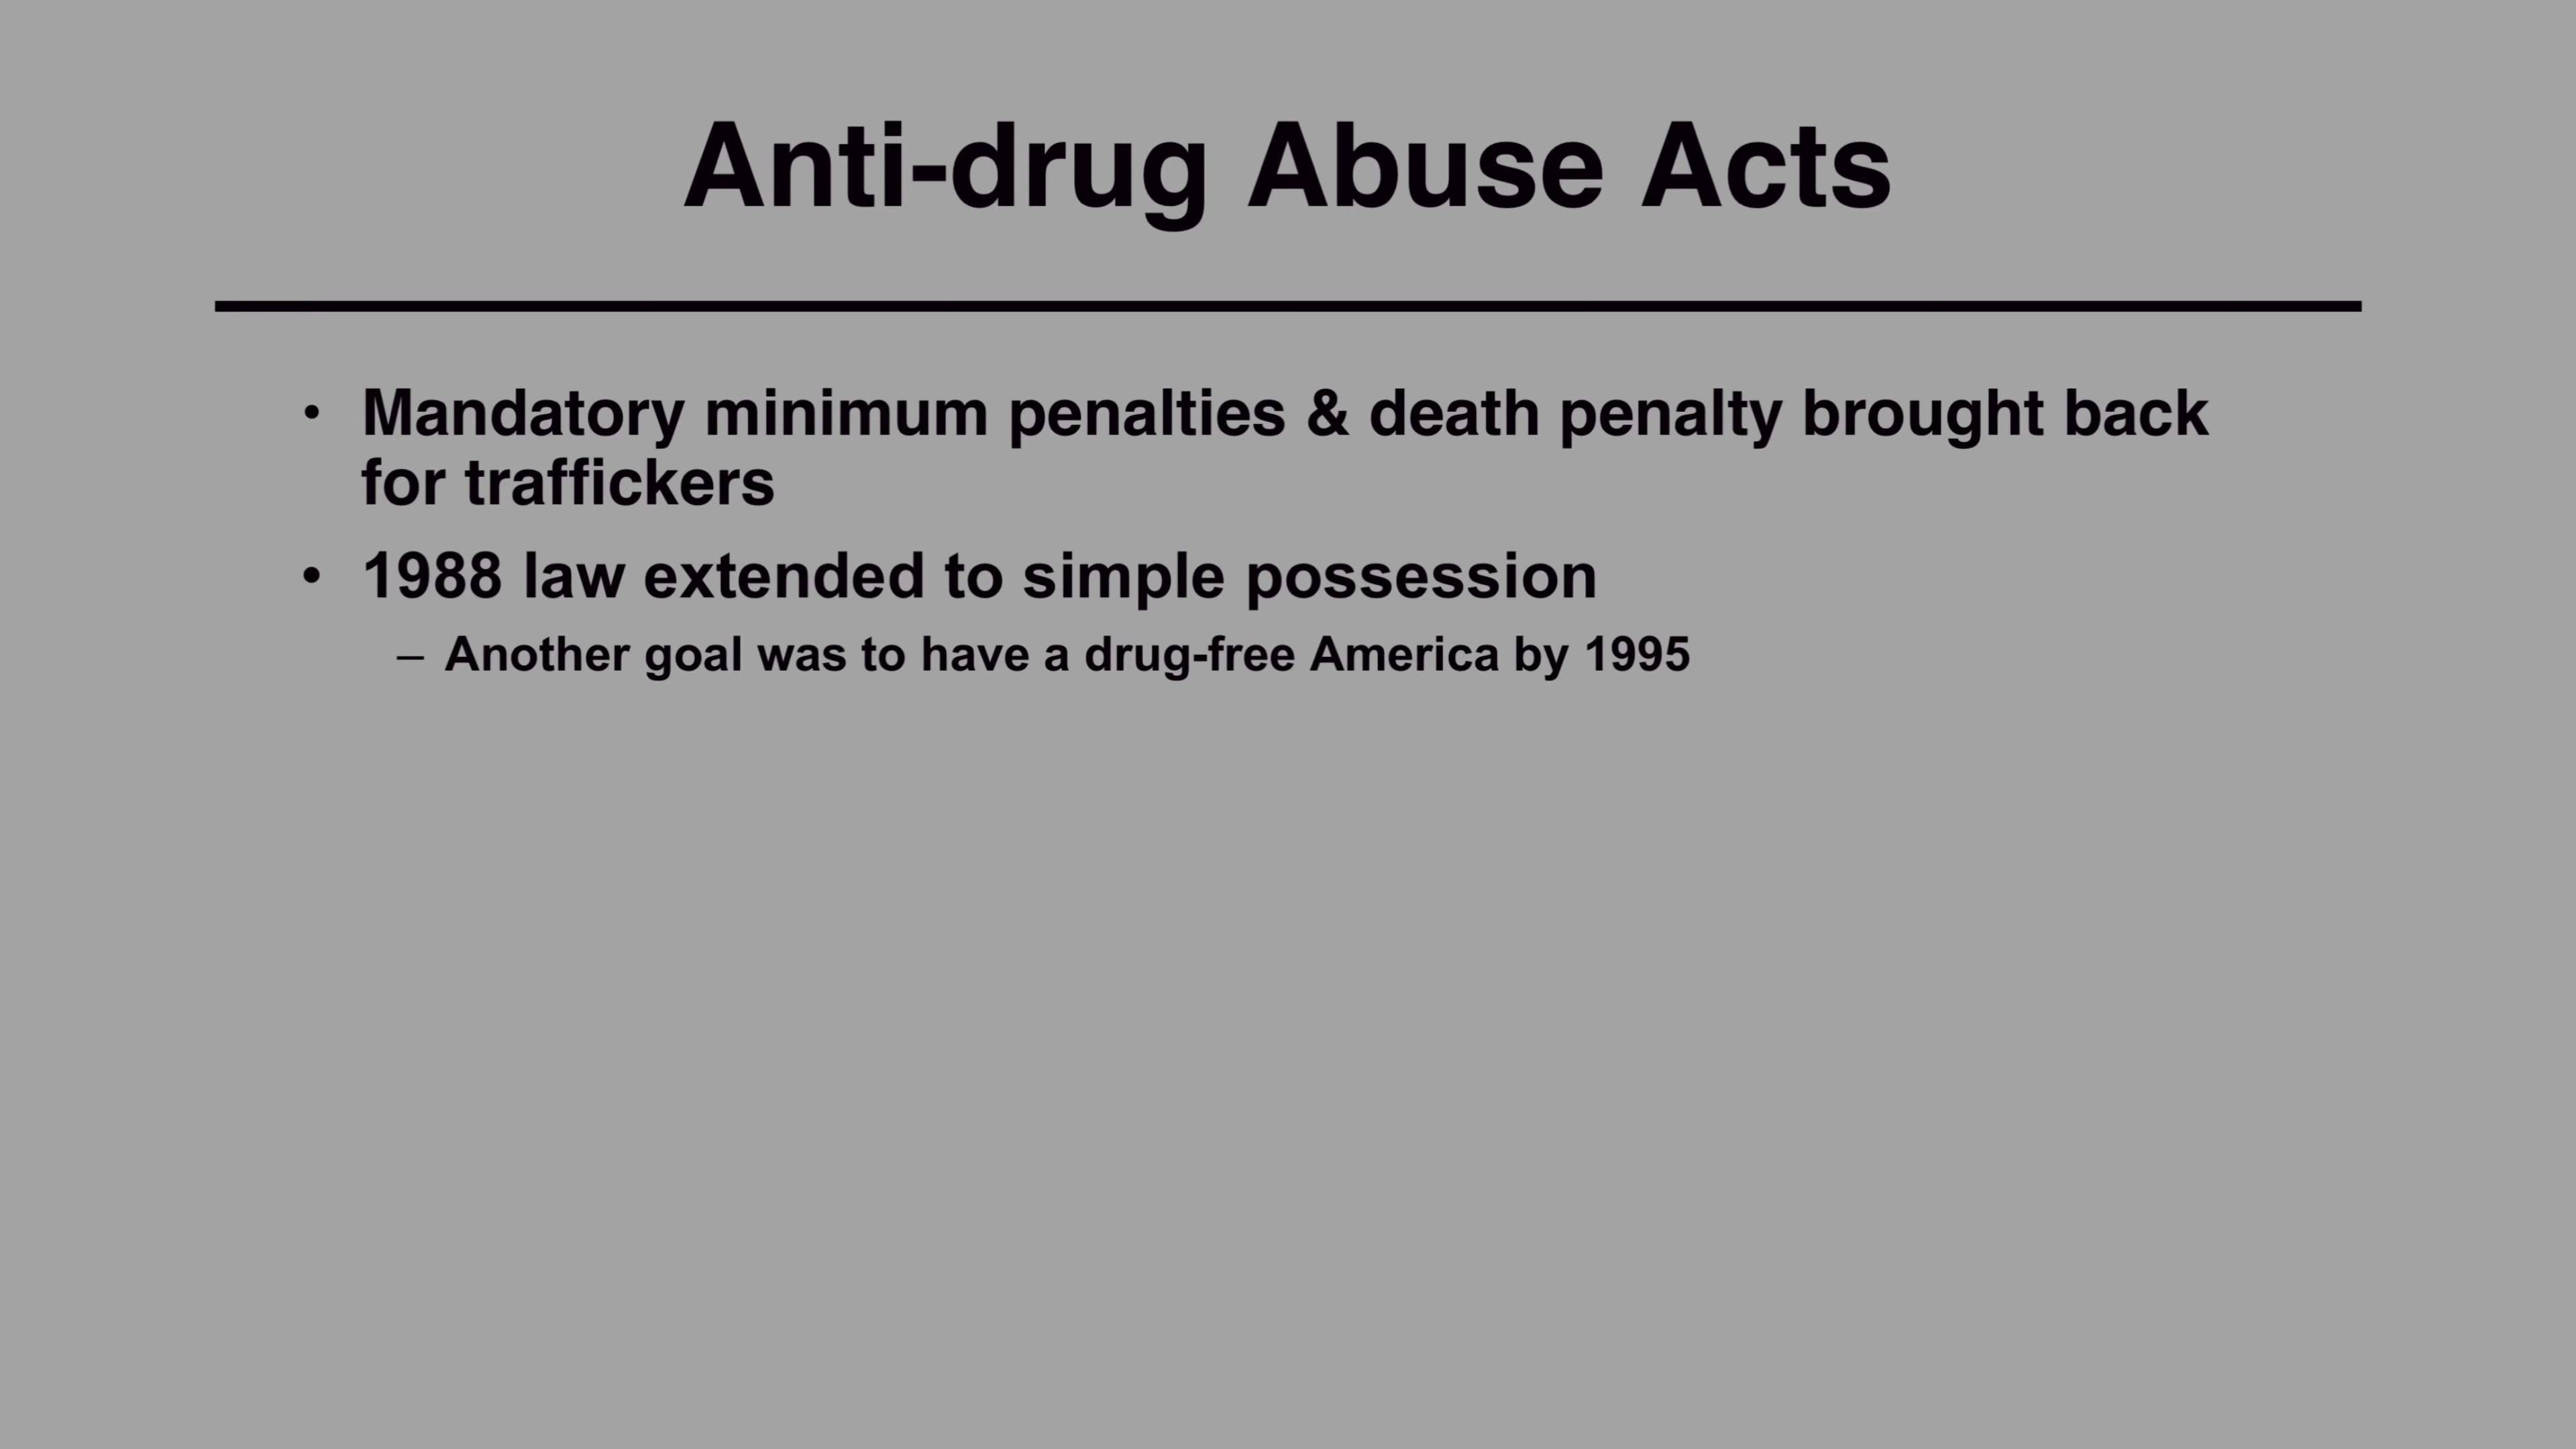 Anti-drug Abuse Acts
• Mandatory minimum penalties & death penalty brought back
for traffickers
• 1988 law extended to simple possession
– Another goal was to have a drug-free America by 1995